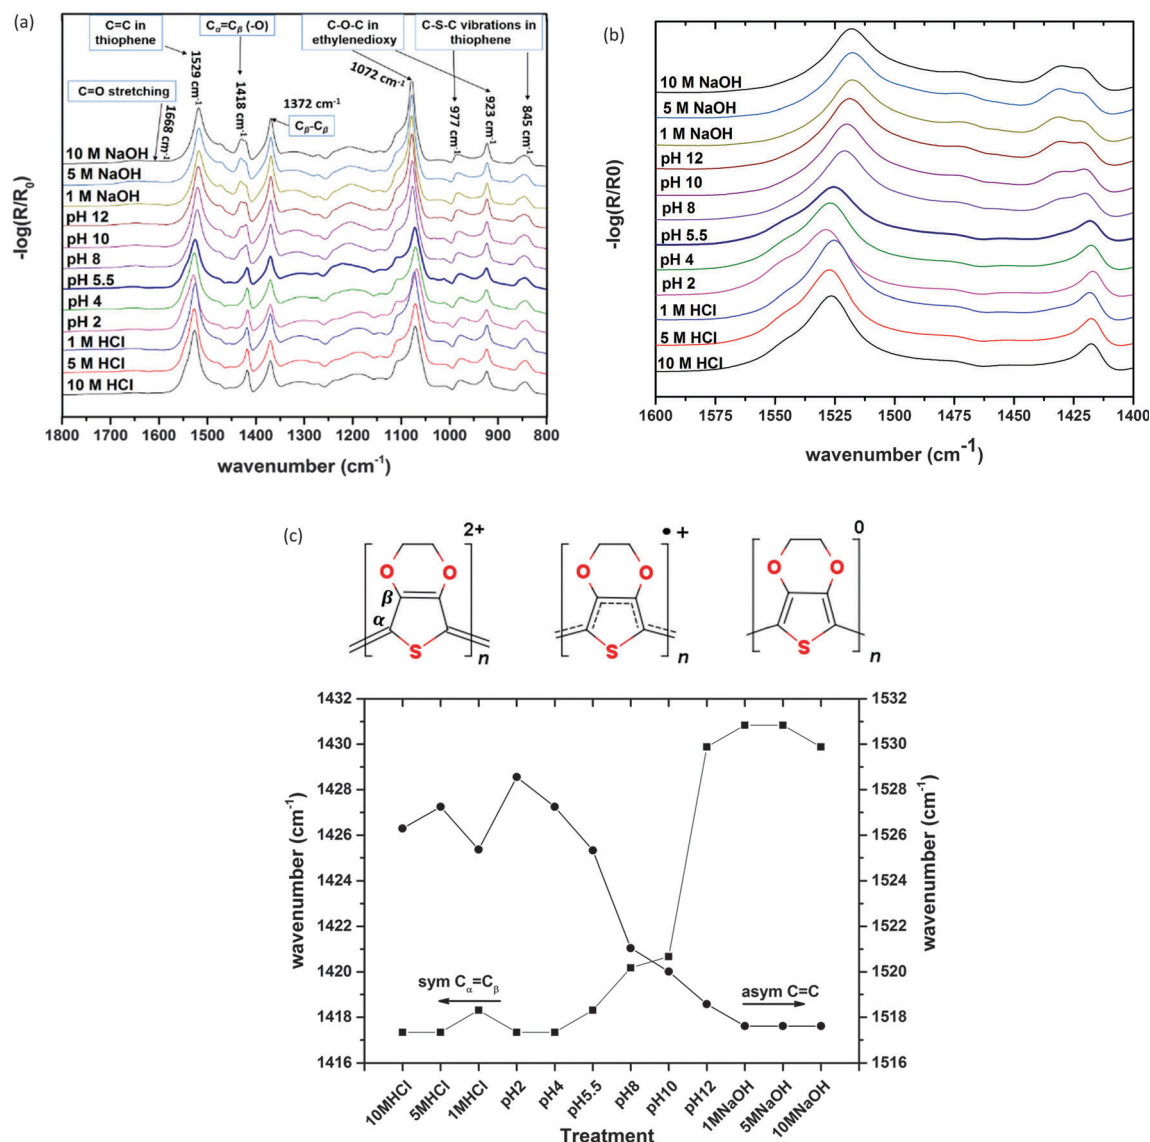 (a)
C=C in
thiophene
Cα=Cβ (-O)
C-O-C in
ethylenedioxy
C-S-C vibrations in
thiophene
C=O stretching
1668 cm-1
1529 cm-1
1418 cm-1
1372 cm-1
Cβ-Cβ
1072 cm-1
977 cm-1
923 cm-1
845 cm-1
10 M NaOH
5 M NaOH
1 M NaOH
pH 12
pH 10
pH 8
pH 5.5
pH 4
pH 2
1 M HCl
5 M HCl
10 M HCl
-log(R/R0)
1800 1700 1600 1500 1400 1300 1200 1100 1000 900 800
wavenumber (cm-1)
(b)
10 M NaOH
5 M NaOH
1 M NaOH
pH 12
pH 10
pH 8
pH 5.5
pH 4
pH 2
1 M HCl
5 M HCl
10 M HCl
-log(R/R0)
1600 1575 1550 1525 1500 1475 1450 1425 1400
wavenumber (cm-1)
(c)
2+
O O
β
α
S
n
• +
O O
S
n
0
O O
S
n
1432
1430
1428
1426
1424
1422
1420
1418
1416
wavenumber (cm-1)
sym Cα=Cβ
asym C=C
1532
1530
1528
1526
1524
1522
1520
1518
1516
wavenumber (cm-1)
10MHCl 5MHCl 1MHCl pH2 pH4 pH5.5 pH8 pH10 pH12 1MNaOH 5MNaOH 10MNaOH
Treatment